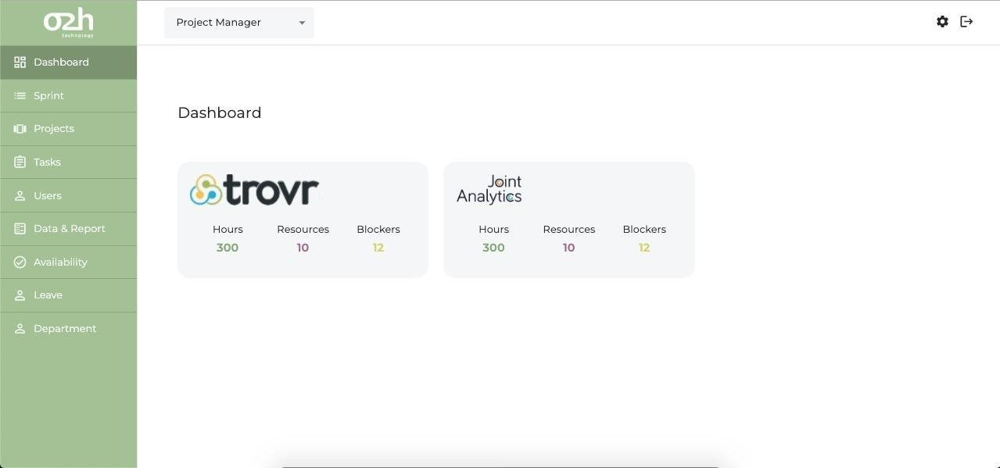 o2h
technology
Project Manager
Dashboard
Sprint
Projects
Tasks
Users
Data & Report
Availability
Leave
Department
Dashboard
trovr
Hours Resources Blockers
300 10 12
Joint
Analytics
Hours Resources Blockers
300 10 12